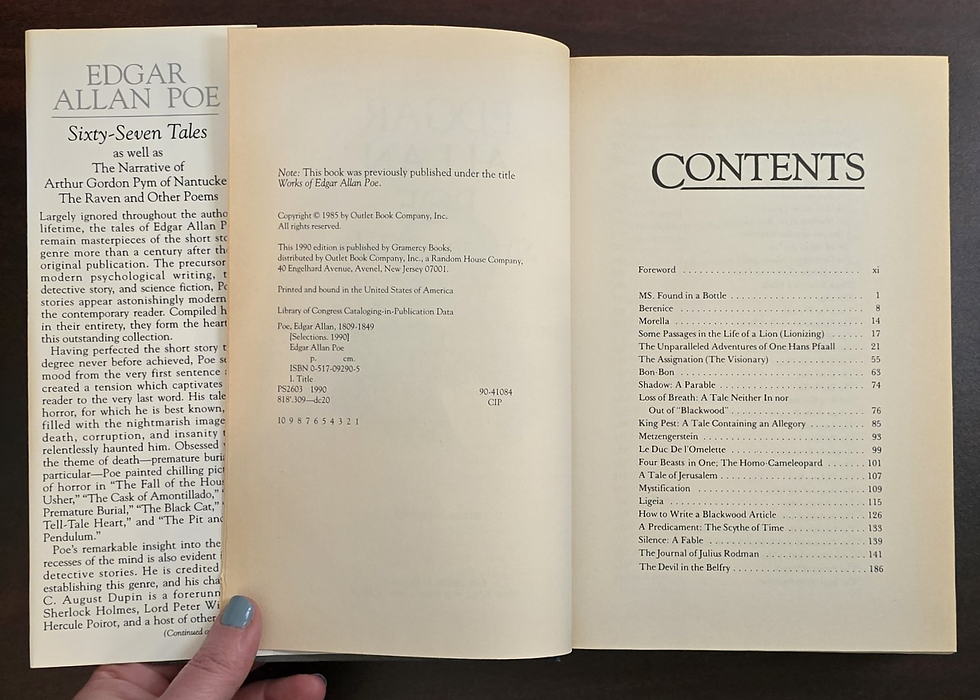 EDGAR
ALLAN POE
Sixty-Seven Tales
as well as
The Narrative of
Arthur Gordon Pym of Nantucke
The Raven and Other Poems
Largely ignored throughout the autho
lifetime, the tales of Edgar Allan P
remain masterpieces of the short sto
genre more than a century after th
original publication. The precursor
modern psychological writing, t
detective story, and science fiction, Po
stories appear astonishingly modern
the contemporary reader. Compiled h
in their entirety, they form the heart
this outstanding collection.
Having perfected the short story t
degree never before achieved, Poe se
mood from the very first sentence
created a tension which captivates
reader to the very last word. His tale
horror, for which he is best known,
filled with the nightmarish image
death, corruption, and insanity t
relentlessly haunted him. Obsessed
the theme of death—premature buri
particular—Poe painted chilling pict
of horror in "The Fall of the Hou
Usher," "The Cask of Amontillado,"
Premature Burial," "The Black Cat,"
Tell-Tale Heart," and "The Pit and
Pendulum."
Poe's remarkable insight into the
recesses of the mind is also evident i
detective stories. He is credited
establishing this genre, and his cha
C. August Dupin is a forerunn
Sherlock Holmes, Lord Peter Wi
Hercule Poirot, and a host of other
(Continued o
Note: This book was previously published under the title
Works of Edgar Allan Poe.
Copyright © 1985 by Outlet Book Company, Inc.
All rights reserved.
This 1990 edition is published by Gramercy Books,
distributed by Outlet Book Company, Inc., a Random House Company,
40 Engelhard Avenue, Avenel, New Jersey 07001.
Printed and bound in the United States of America
Library of Congress Cataloging-in-Publication Data
Poe, Edgar Allan, 1809-1849
[Selections. 1990]
Edgar Allan Poe
p. cm.
ISBN 0-517-09290-5
I. Title
PS2603 1990
818'.309—dc20 90-41084
CIP
10 9 8 7 6 5 4 3 2 1
CONTENTS
Foreword . . . . . xi
MS. Found in a Bottle . . . . . 1
Berenice . . . . . 8
Morella . . . . . 14
Some Passages in the Life of a Lion (Lionizing) . . . . . 17
The Unparalleled Adventures of One Hans Pfaall . . . . . 21
The Assignation (The Visionary) . . . . . 55
Bon-Bon . . . . . 63
Shadow: A Parable . . . . . 74
Loss of Breath: A Tale Neither In nor
Out of "Blackwood" . . . . . 76
King Pest: A Tale Containing an Allegory . . . . . 85
Metzengerstein . . . . . 93
Le Duc De l'Omelette . . . . . 99
Four Beasts in One; The Homo-Cameleopard . . . . . 101
A Tale of Jerusalem . . . . . 107
Mystification . . . . . 109
Ligeia . . . . . 115
How to Write a Blackwood Article . . . . . 126
A Predicament: The Scythe of Time . . . . . 133
Silence: A Fable . . . . . 139
The Journal of Julius Rodman . . . . . 141
The Devil in the Belfry . . . . . 186